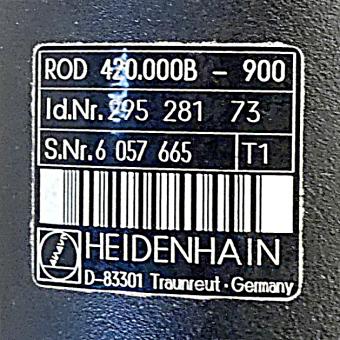 ROD 420.000B - 900
Id.Nr. 295 281 73
S.Nr. 6 057 665 T1
HEIDENHAIN
D-83301 Traunreut · Germany